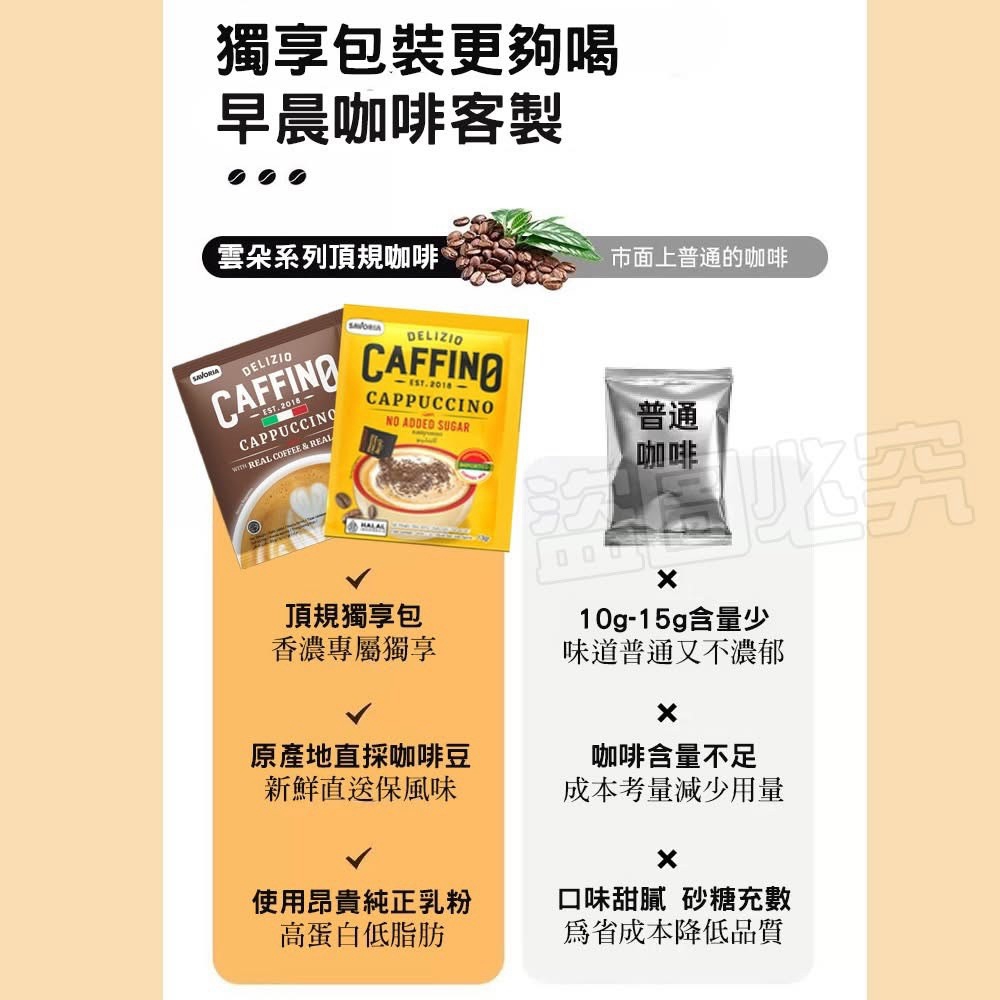 獨享包裝更夠喝
早晨咖啡客製
雲朵系列頂規咖啡
市面上普通的咖啡
SAVORIA
DELIZIO
CAFFINO
EST. 2018
CAPPUCCINO
WITH REAL COFFEE & REAL
SAVORIA
DELIZIO
CAFFINO
EST. 2018
CAPPUCCINO
NO ADDED SUGAR
HALAL
普通
咖啡
盜圖必究
頂規獨享包
香濃專屬獨享
10g-15g含量少
味道普通又不濃郁
原產地直採咖啡豆
新鮮直送保風味
咖啡含量不足
成本考量減少用量
使用昂貴純正乳粉
高蛋白低脂肪
口味甜膩 砂糖充數
爲省成本降低品質